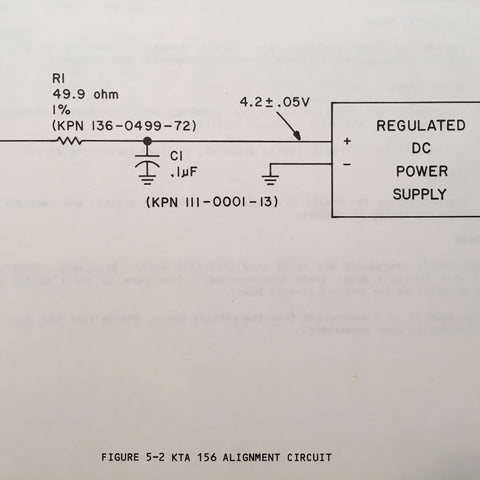 R1
49.9 ohm
1%
(KPN 136-0499-72)
4.2±.05V
+
REGULATED
DC
POWER
SUPPLY
−
C1
.1µF
(KPN 111-0001-13)
FIGURE 5-2 KTA 156 ALIGNMENT CIRCUIT